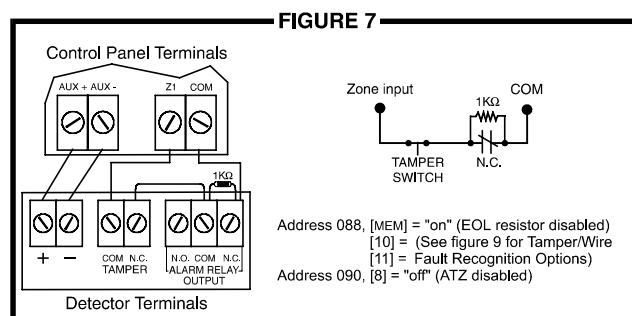 FIGURE 7
Control Panel Terminals
AUX + AUX - Z1 COM
1KΩ
+ −
COM N.C. N.O. COM N.C.
TAMPER ALARM RELAY
OUTPUT
Detector Terminals
Zone input COM
1KΩ
TAMPER N.C.
SWITCH
Address 088, [MEM] = "on" (EOL resistor disabled)
[10] = (See figure 9 for Tamper/Wire
[11] = Fault Recognition Options)
Address 090, [8] = "off" (ATZ disabled)